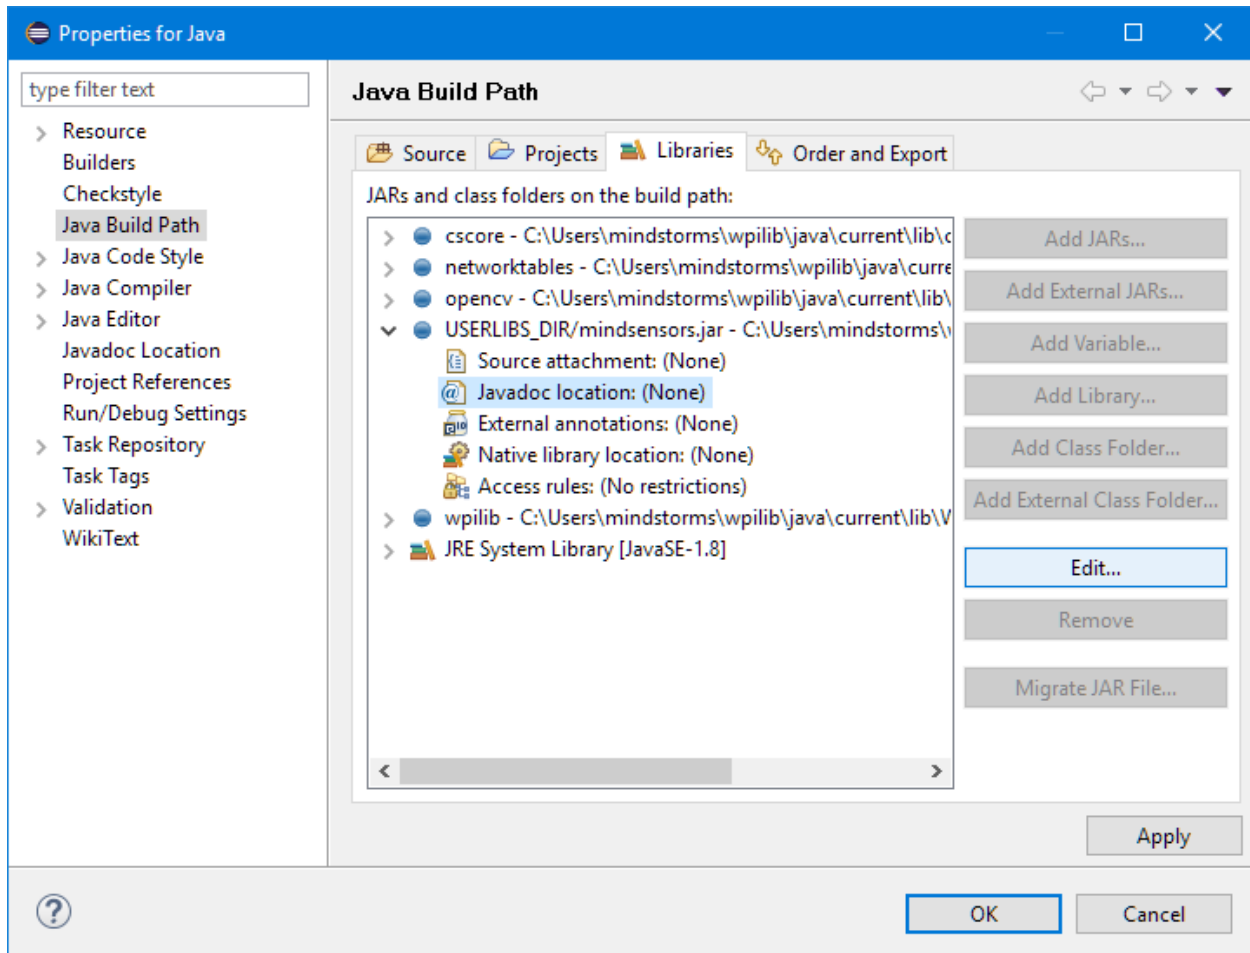 Properties for Java
type filter text
Resource
Builders
Checkstyle
Java Build Path
Java Code Style
Java Compiler
Java Editor
Javadoc Location
Project References
Run/Debug Settings
Task Repository
Task Tags
Validation
WikiText
Java Build Path
Source Projects Libraries Order and Export
JARs and class folders on the build path:
cscore - C:\Users\mindstorms\wpilib\java\current\lib\c
networktables - C:\Users\mindstorms\wpilib\java\curre
opencv - C:\Users\mindstorms\wpilib\java\current\lib\
USERLIBS_DIR/mindsensors.jar - C:\Users\mindstorms\
Source attachment: (None)
Javadoc location: (None)
External annotations: (None)
Native library location: (None)
Access rules: (No restrictions)
wpilib - C:\Users\mindstorms\wpilib\java\current\lib\
JRE System Library [JavaSE-1.8]
Add JARs...
Add External JARs...
Add Variable...
Add Library...
Add Class Folder...
Add External Class Folder...
Edit...
Remove
Migrate JAR File...
Apply
OK
Cancel